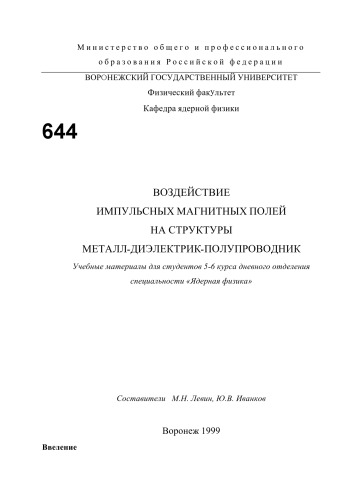 Министерство общего и профессионального
образования Российской федерации
ВОРОНЕЖСКИЙ ГОСУДАРСТВЕННЫЙ УНИВЕРСИТЕТ
Физический факУльтет
Кафедра ядерной физики
644
ВОЗДЕЙСТВИЕ
ИМПУЛЬСНЫХ МАГНИТНЫХ ПОЛЕЙ
НА СТРУКТУРЫ
МЕТАЛЛ-ДИЭЛЕКТРИК-ПОЛУПРОВОДНИК
Учебные материалы для студентов 5-6 курса дневного отделения
специальности «Ядерная физика»
Составители М.Н. Левин, Ю.В. Иванков
Воронеж 1999
Введение